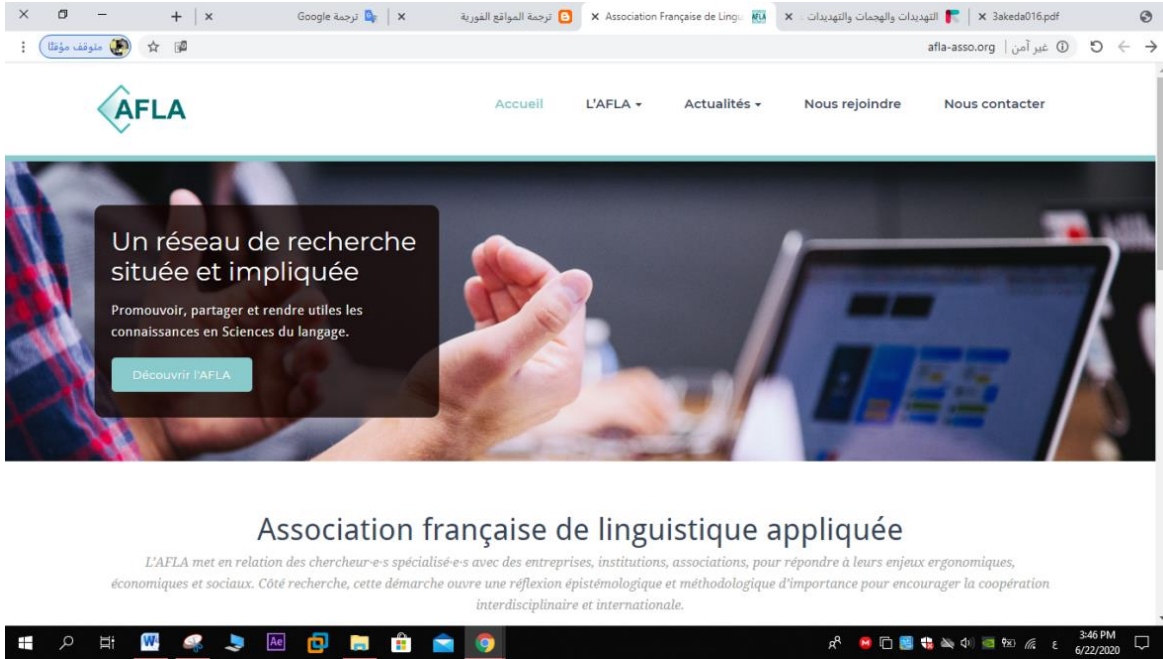 3akeda016.pdf
التهديدات والهجمات والتهديدات
Association Française de Lingu
ترجمة المواقع الفورية
ترجمة Google
afla-asso.org | غير آمن
متوقف مؤقتًا
AFLA
Accueil L'AFLA Actualités Nous rejoindre Nous contacter
Un réseau de recherche
située et impliquée
Promouvoir, partager et rendre utiles les
connaissances en Sciences du langage.
Découvrir l'AFLA
Association française de linguistique appliquée
L'AFLA met en relation des chercheur-e-s spécialisé-e-s avec des entreprises, institutions, associations, pour répondre à leurs enjeux ergonomiques,
économiques et sociaux. Côté recherche, cette démarche ouvre une réflexion épistémologique et méthodologique d'importance pour encourager la coopération
interdisciplinaire et internationale.
W Ae
ع
3:46 PM
6/22/2020